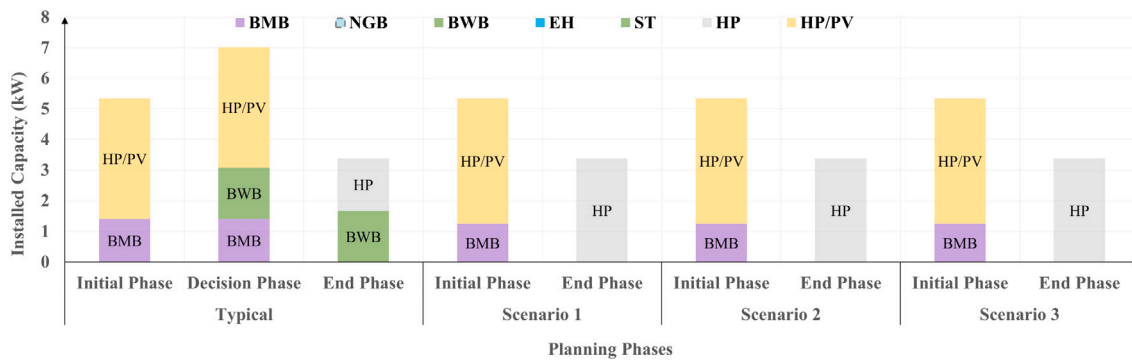 BMB NGB BWB EH ST HP HP/PV
Installed Capacity (kW)
8
7
6
5
4
3
2
1
0
HP/PV
BMB
HP/PV
BWB
BMB
HP
BWB
HP/PV
BMB
HP
HP/PV
BMB
HP
HP/PV
BMB
HP
Initial Phase Decision Phase End Phase Initial Phase End Phase Initial Phase End Phase Initial Phase End Phase
Typical Scenario 1 Scenario 2 Scenario 3
Planning Phases